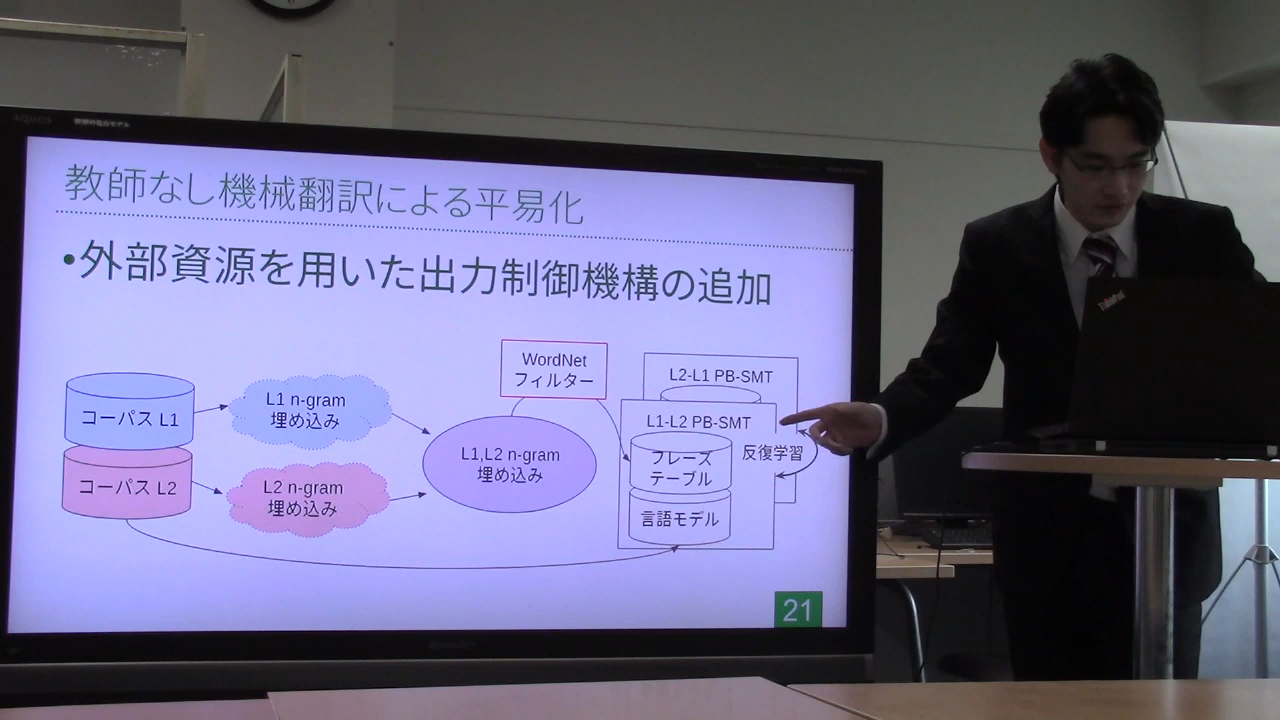 AQUOS
教師なし機械翻訳による平易化
•外部資源を用いた出力制御機構の追加
WordNet
フィルター
L2-L1 PB-SMT
コーパス L1
L1 n-gram
埋め込み
L1-L2 PB-SMT
フレーズ
テーブル
反復学習
L1,L2 n-gram
埋め込み
コーパス L2
L2 n-gram
埋め込み
言語モデル
21
ThinkPad